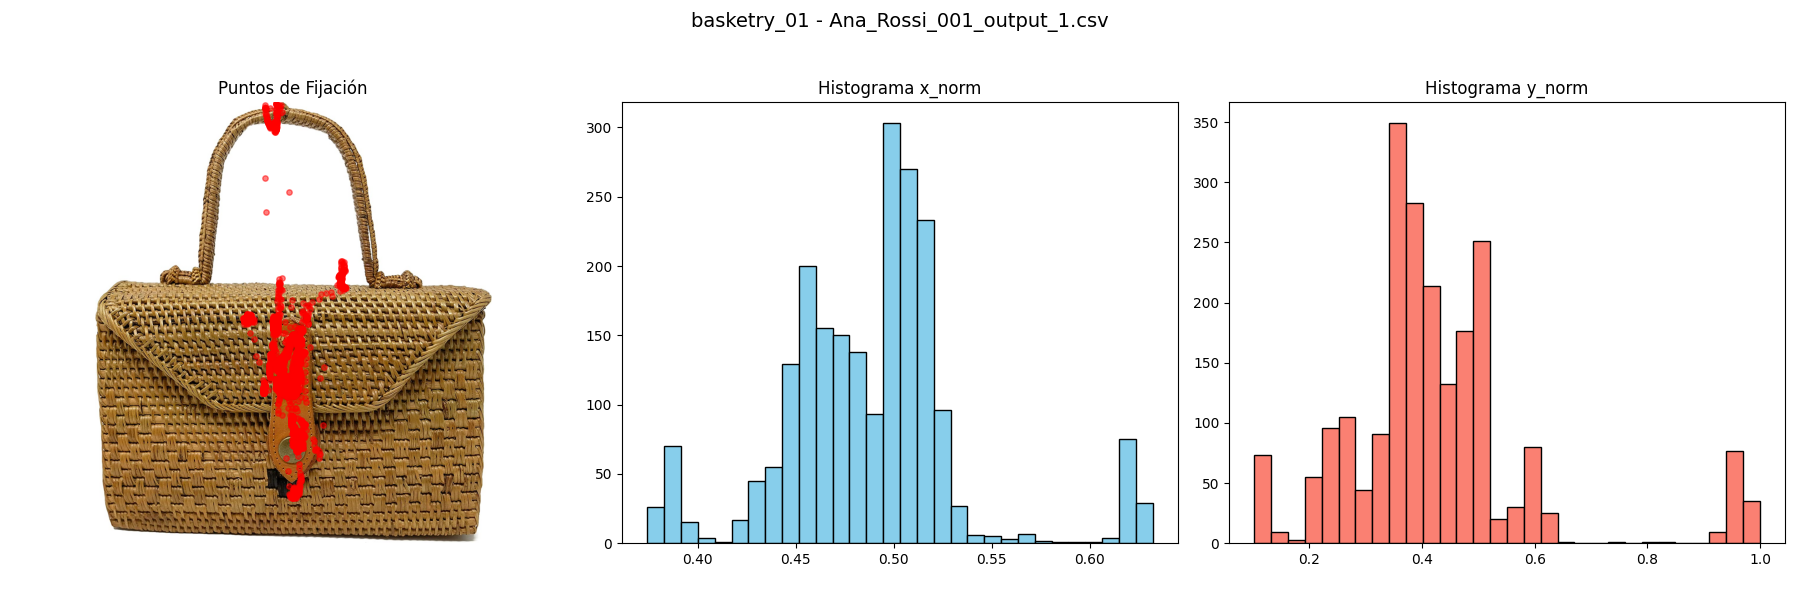 basketry_01 - Ana_Rossi_001_output_1.csv
Puntos de Fijación
Histograma x_norm
300
250
200
150
100
50
0
0.40 0.45 0.50 0.55 0.60
Histograma y_norm
350
300
250
200
150
100
50
0
0.2 0.4 0.6 0.8 1.0